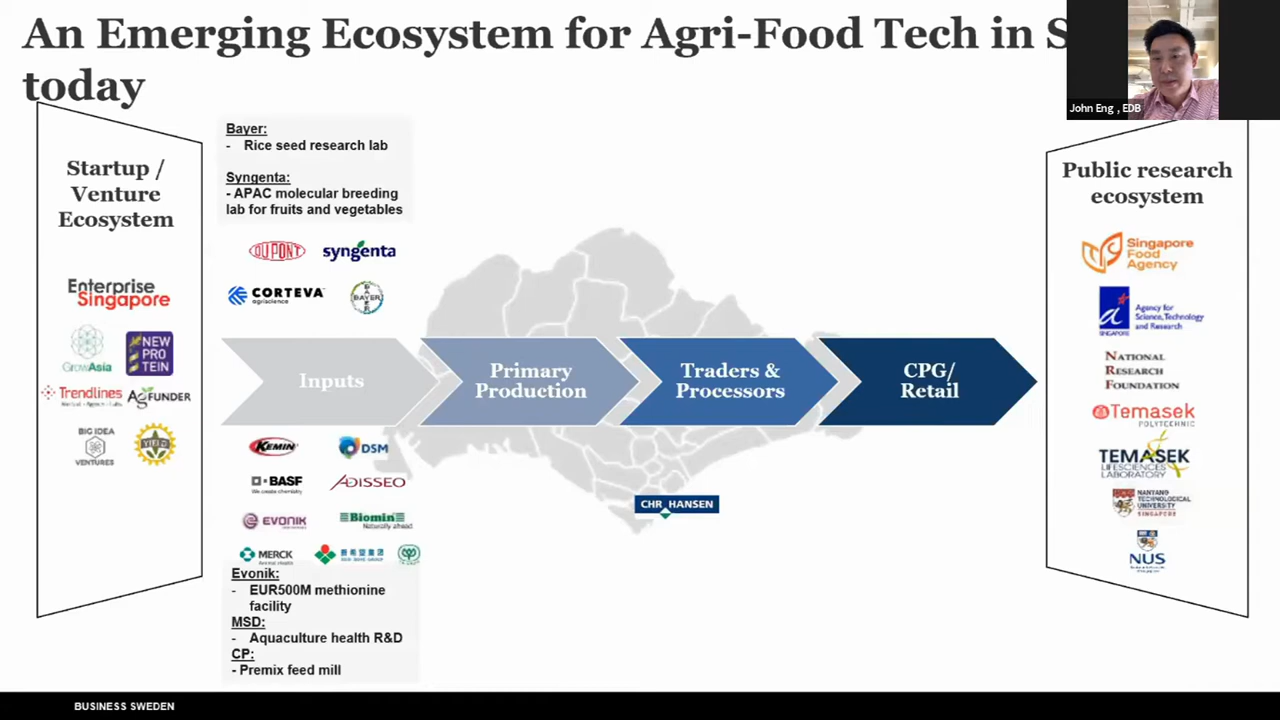 An Emerging Ecosystem for Agri-Food Tech in S
today
John Eng , EDB
Startup /
Venture
Ecosystem
Enterprise
Singapore
GrowAsia
NEW
PRO
TEIN
Trendlines
AgFUNDER
BIG IDEA
VENTURES
YIELD
Bayer:
- Rice seed research lab
Syngenta:
- APAC molecular breeding
lab for fruits and vegetables
DUPONT
syngenta
CORTEVA
agriscience
BAYER
Inputs
Primary
Production
Traders &
Processors
CPG/
Retail
KEMIN
DSM
BASF
We create chemistry
ADISSEO
EVONIK
Biomin
Naturally ahead
MERCK
Animal Health
CHR HANSEN
Evonik:
- EUR500M methionine
facility
MSD:
- Aquaculture health R&D
CP:
- Premix feed mill
Public research
ecosystem
Singapore
Food
Agency
Agency for
Science, Technology
and Research
SINGAPORE
NATIONAL
RESEARCH
FOUNDATION
Temasek
POLYTECHNIC
TEMASEK
LIFESCIENCES
LABORATORY
NANYANG
TECHNOLOGICAL
UNIVERSITY
SINGAPORE
NUS
BUSINESS SWEDEN